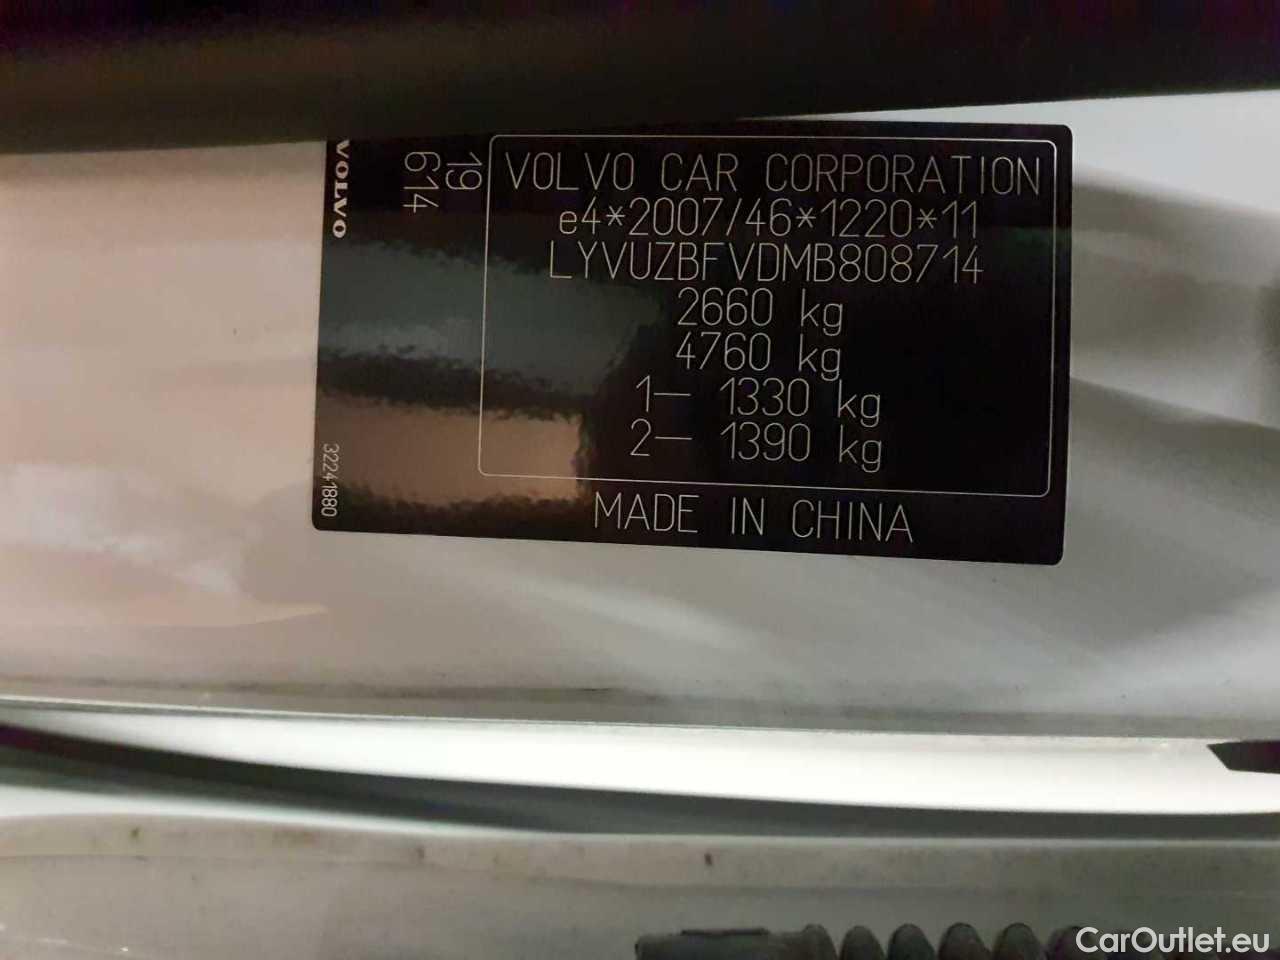 VOLVO
614
19
VOLVO CAR CORPORATION
e4*2007/46*1220*11
LYVUZBFVDMB808714
2660 kg
4760 kg
1— 1330 kg
2— 1390 kg
MADE IN CHINA
32241880
CarOutlet.eu